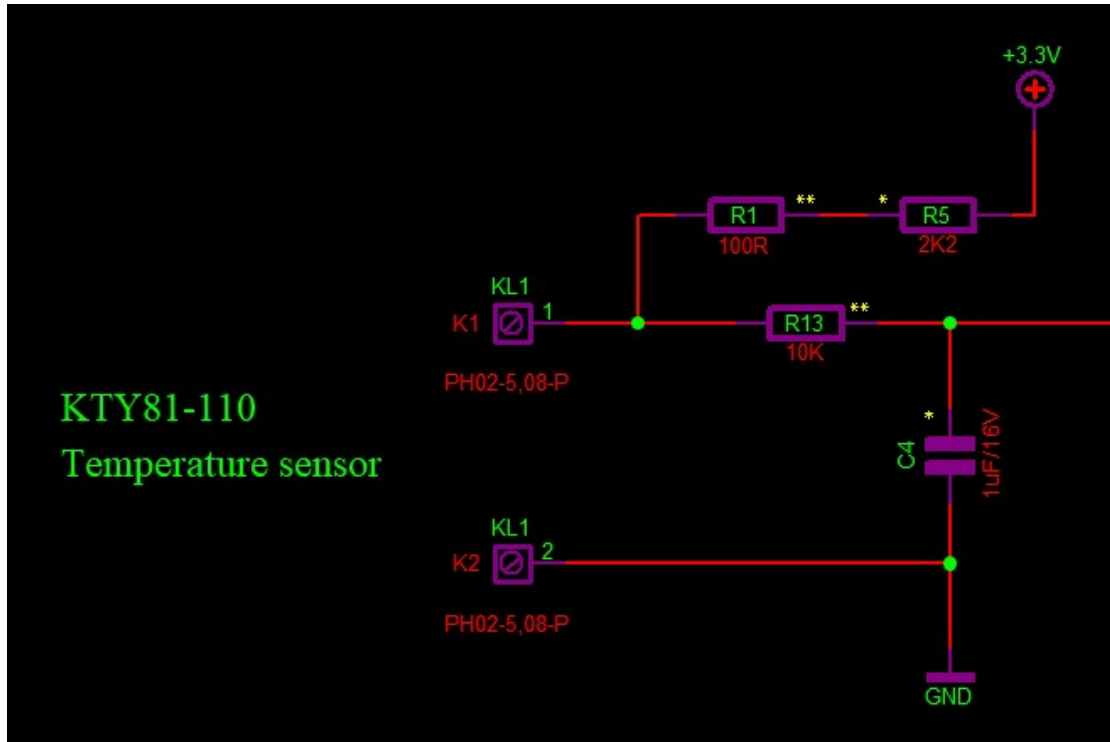 +3.3V
** *
R1 R5
100R 2K2
KL1
1 **
K1 R13
10K
PH02-5,08-P
KTY81-110
*
C4 1uF/16V
Temperature sensor
KL1
2
K2
PH02-5,08-P
GND